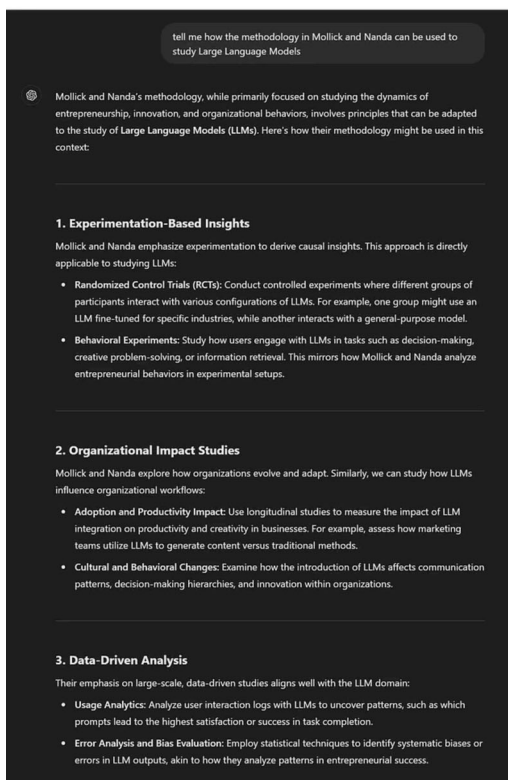 tell me how the methodology in Mollick and Nanda can be used to
study Large Language Models
Mollick and Nanda's methodology, while primarily focused on studying the dynamics of
entrepreneurship, innovation, and organizational behaviors, involves principles that can be adapted
to the study of Large Language Models (LLMs). Here's how their methodology might be used in this
context:
1. Experimentation-Based Insights
Mollick and Nanda emphasize experimentation to derive causal insights. This approach is directly
applicable to studying LLMs:
• Randomized Control Trials (RCTs): Conduct controlled experiments where different groups of
participants interact with various configurations of LLMs. For example, one group might use an
LLM fine-tuned for specific industries, while another interacts with a general-purpose model.
• Behavioral Experiments: Study how users engage with LLMs in tasks such as decision-making,
creative problem-solving, or information retrieval. This mirrors how Mollick and Nanda analyze
entrepreneurial behaviors in experimental setups.
2. Organizational Impact Studies
Mollick and Nanda explore how organizations evolve and adapt. Similarly, we can study how LLMs
influence organizational workflows:
• Adoption and Productivity Impact: Use longitudinal studies to measure the impact of LLM
integration on productivity and creativity in businesses. For example, assess how marketing
teams utilize LLMs to generate content versus traditional methods.
• Cultural and Behavioral Changes: Examine how the introduction of LLMs affects communication
patterns, decision-making hierarchies, and innovation within organizations.
3. Data-Driven Analysis
Their emphasis on large-scale, data-driven studies aligns well with the LLM domain:
• Usage Analytics: Analyze user interaction logs with LLMs to uncover patterns, such as which
prompts lead to the highest satisfaction or success in task completion.
• Error Analysis and Bias Evaluation: Employ statistical techniques to identify systematic biases or
errors in LLM outputs, akin to how they analyze patterns in entrepreneurial success.